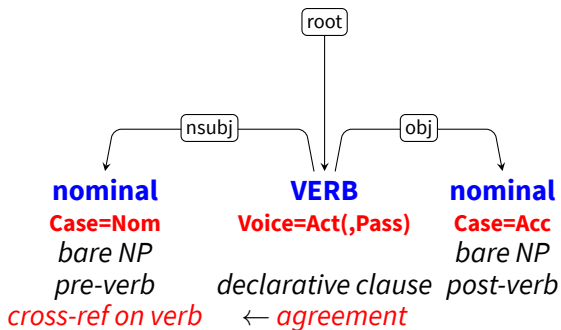 root
nsubj obj
nominal VERB nominal
Case=Nom Voice=Act(,Pass) Case=Acc
bare NP bare NP
pre-verb declarative clause post-verb
cross-ref on verb ← agreement